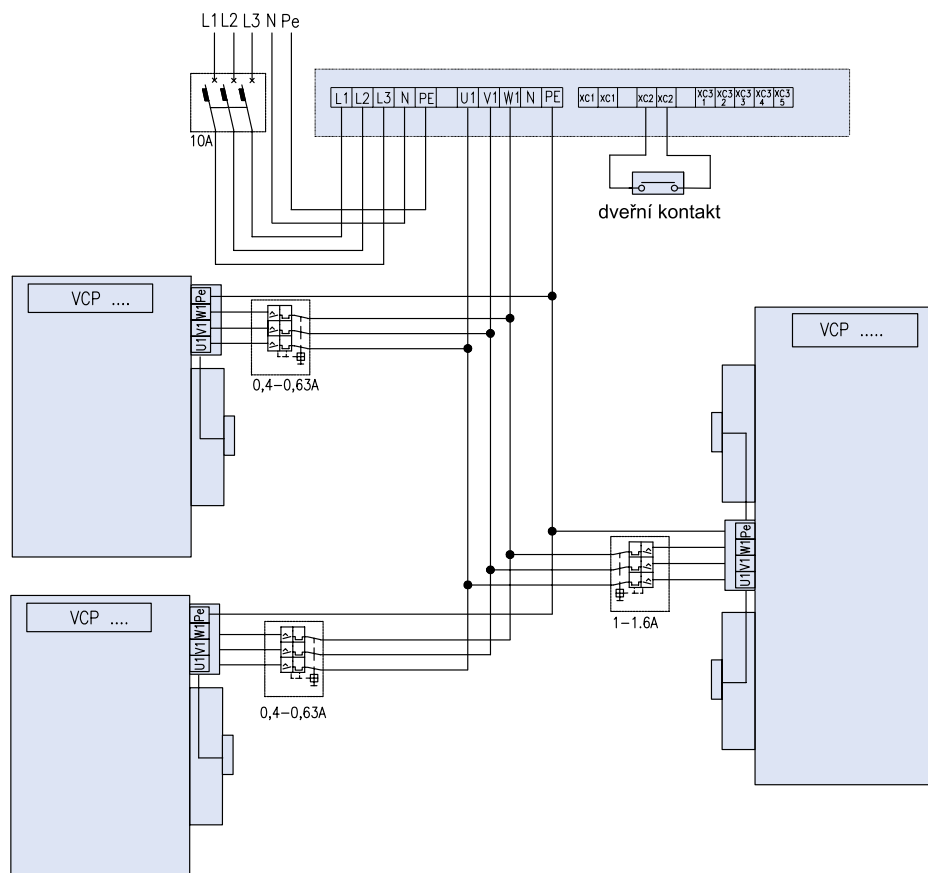 L1 L2 L3 N Pe
10A
L1 L2 L3 N PE U1 V1 W1 N PE XC1 XC1 XC2 XC2 XC3 1 XC3 2 XC3 3 XC3 4 XC3 5
dveřní kontakt
VCP ....
U1 V1 W1 Pe
0,4-0,63A
VCP .....
U1 V1 W1 Pe
1-1.6A
VCP ....
U1 V1 W1 Pe
0,4-0,63A